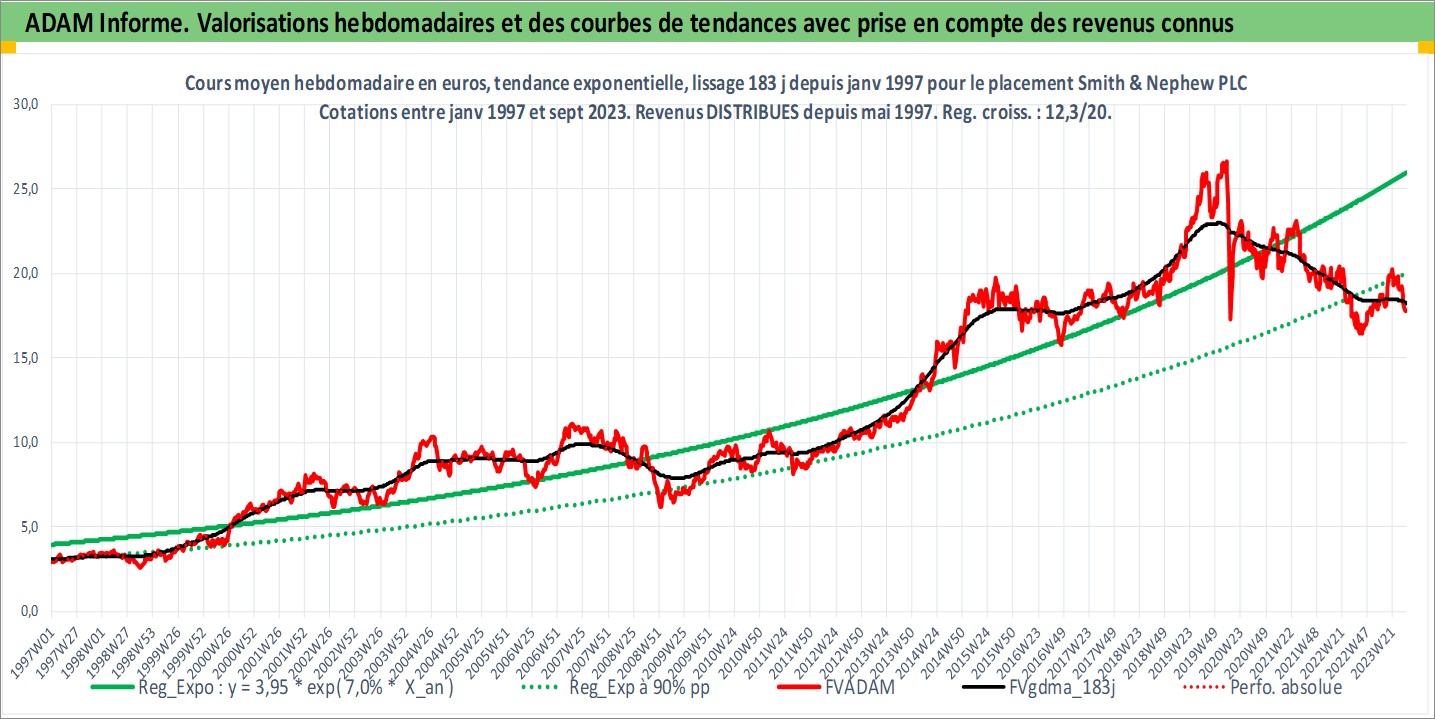 ADAM Informe. Valorisations hebdomadaires et des courbes de tendances avec prise en compte des revenus connus
Cours moyen hebdomadaire en euros, tendance exponentielle, lissage 183 j depuis janv 1997 pour le placement Smith & Nephew PLC
Cotations entre janv 1997 et sept 2023. Revenus DISTRIBUES depuis mai 1997. Reg. croiss. : 12,3/20.
30,0
25,0
20,0
15,0
10,0
5,0
0,0
1997W01 1997W27 1998W01 1998W27 1998W53 1999W26 1999W52 2000W26 2000W52 2001W26 2001W52 2002W26 2002W52 2003W26 2003W52 2004W26 2004W52 2005W25 2005W51 2006W25 2006W51 2007W25 2007W51 2008W25 2008W51 2009W25 2009W51 2010W24 2010W50 2011W24 2011W50 2012W24 2012W50 2013W24 2013W50 2014W24 2014W50 2015W24 2015W50 2016W23 2016W49 2017W23 2017W49 2018W23 2018W49 2019W23 2019W49 2020W23 2020W49 2021W22 2021W48 2022W21 2022W47 2023W21
Reg_Expo : y = 3,95 * exp( 7,0% * X_an ) Reg_Exp à 90% pp FVADAM FVgdma_183j Perfo. absolue